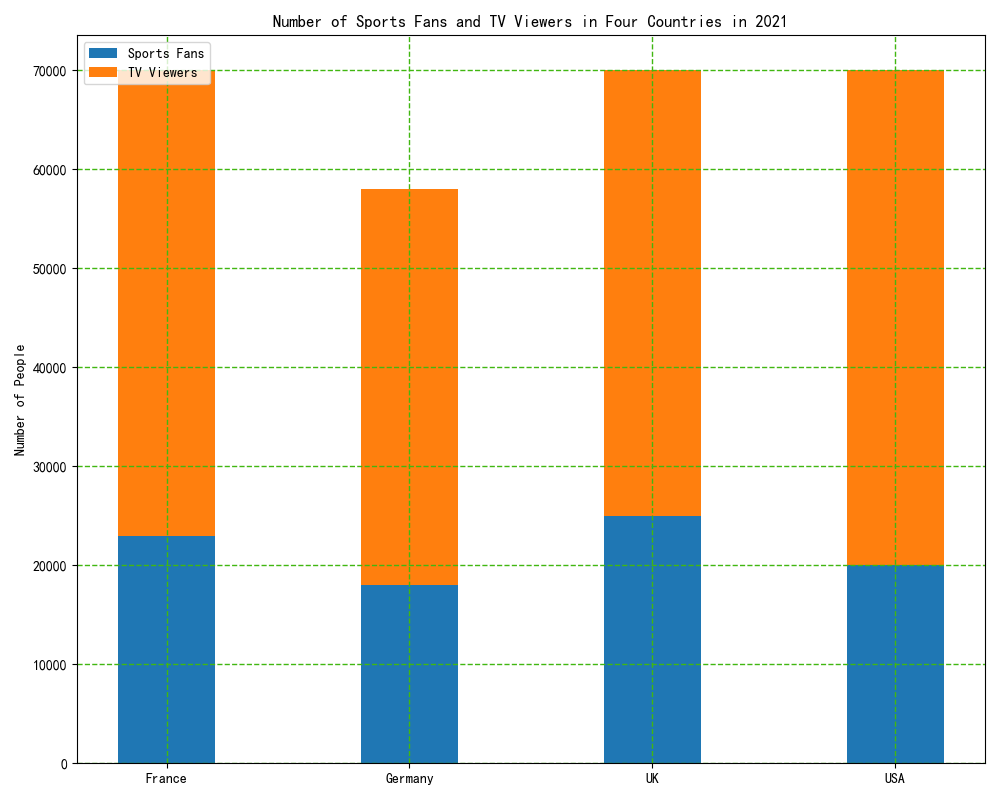 Number of Sports Fans and TV Viewers in Four Countries in 2021
Sports Fans
TV Viewers
Number of People
70000
60000
50000
40000
30000
20000
10000
0
France Germany UK USA